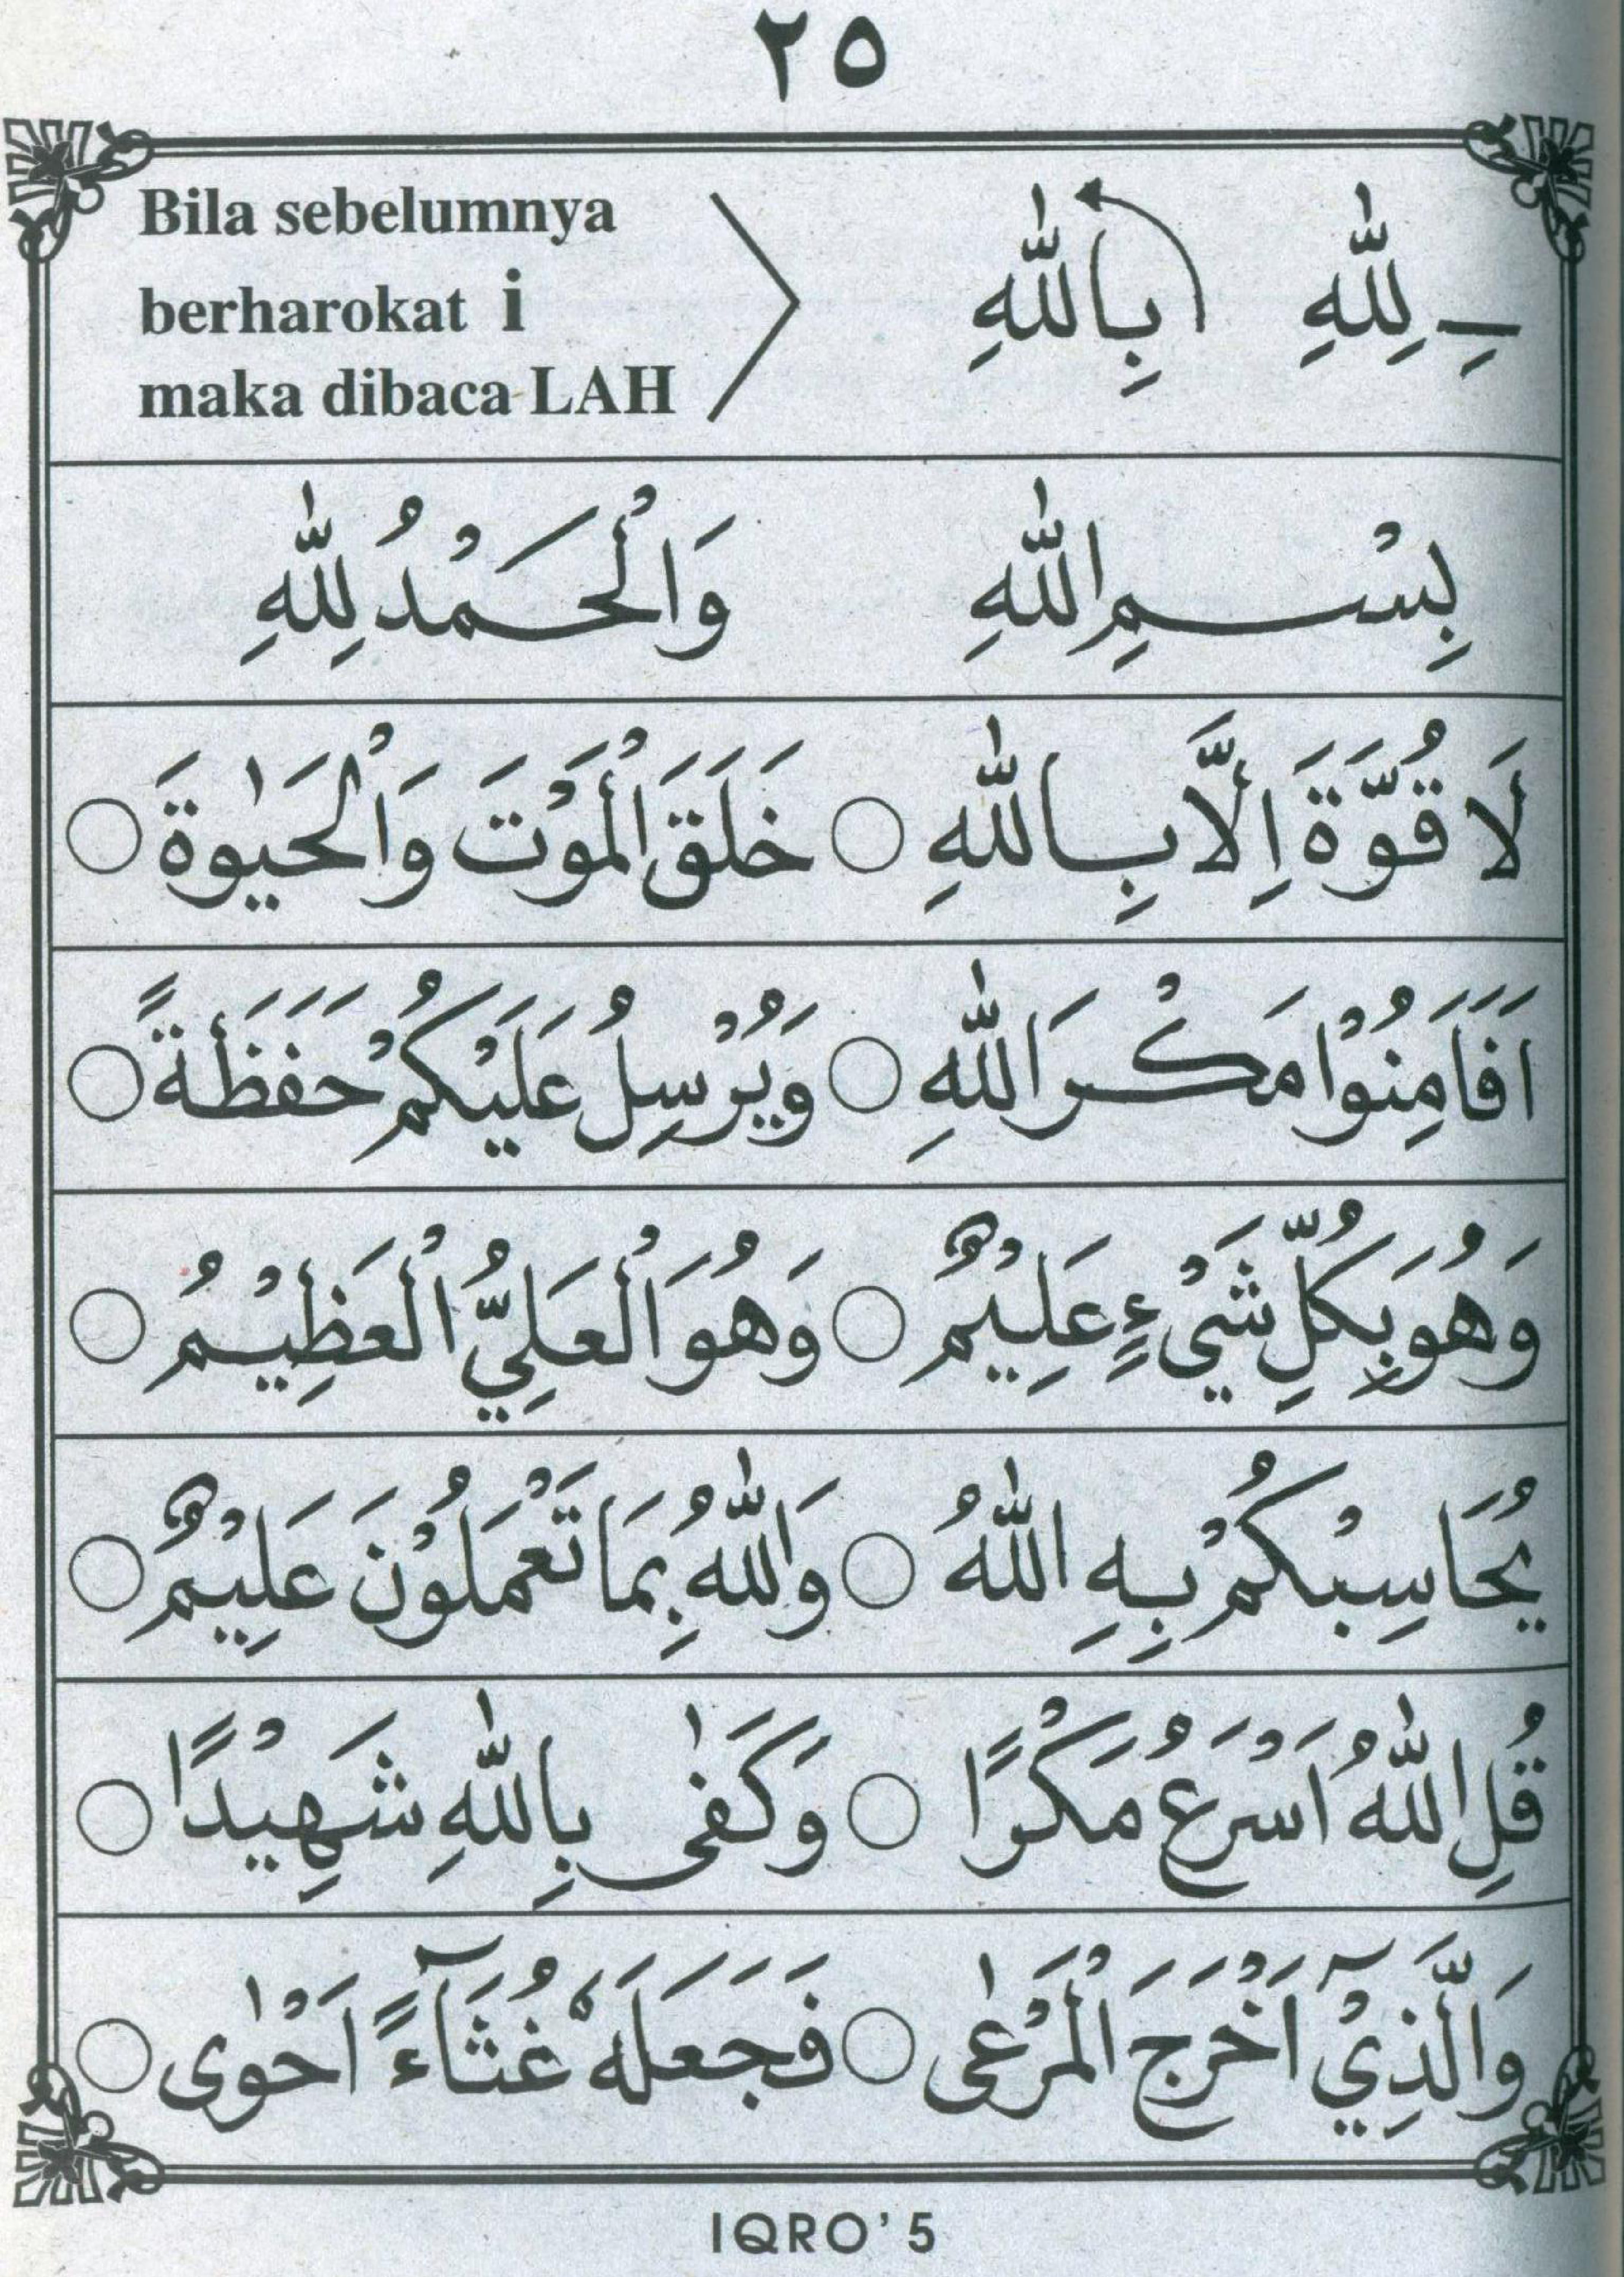 ٢٥
Bila sebelumnya
berharokat i
maka dibaca LAH
ـِ لِلّٰهِ بِاللّٰهِ
بِسْمِ اللّٰهِ وَالْحَمْدُ لِلّٰهِ
لَا قُوَّةَ اِلَّا بِاللّٰهِ ○ خَلَقَ الْمَوْتَ وَالْحَيٰوةَ ○
اَفَاَمِنُوْا مَكْرَ اللّٰهِ ○ وَيُرْسِلُ عَلَيْكُمْ حَفَظَةً ○
وَهُوَ بِكُلِّ شَيْءٍ عَلِيْمٌ ○ وَهُوَ الْعَلِيُّ الْعَظِيْمُ ○
يُحَاسِبْكُمْ بِهِ اللّٰهُ ○ وَاللّٰهُ بِمَا تَعْمَلُوْنَ عَلِيْمٌ ○
قُلِ اللّٰهُ اَسْرَعُ مَكْرًا ○ وَكَفٰى بِاللّٰهِ شَهِيْدًا ○
وَالَّذِيْٓ اَخْرَجَ الْمَرْعٰى ○ فَجَعَلَهٗ غُثَآءً اَحْوٰى ○
IQRO' 5